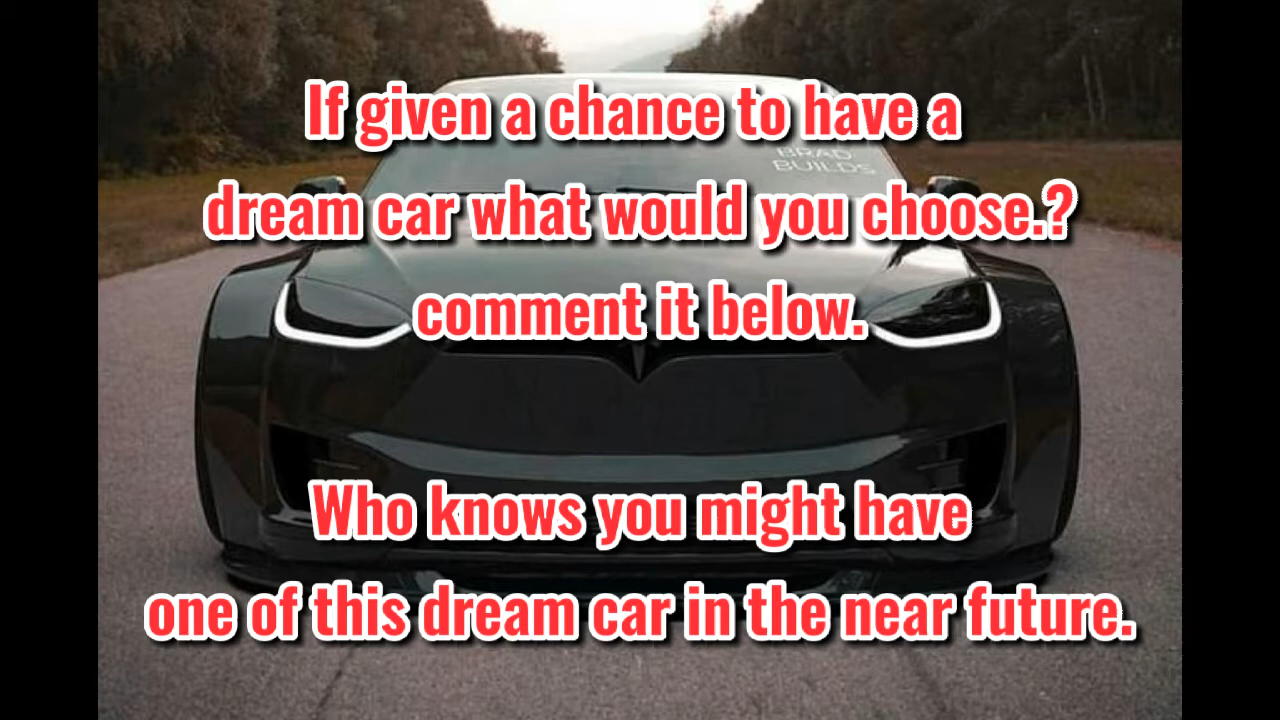 If given a chance to have a
BRAD
BUILDS
dream car what would you choose.?
comment it below.
Who knows you might have
one of this dream car in the near future.